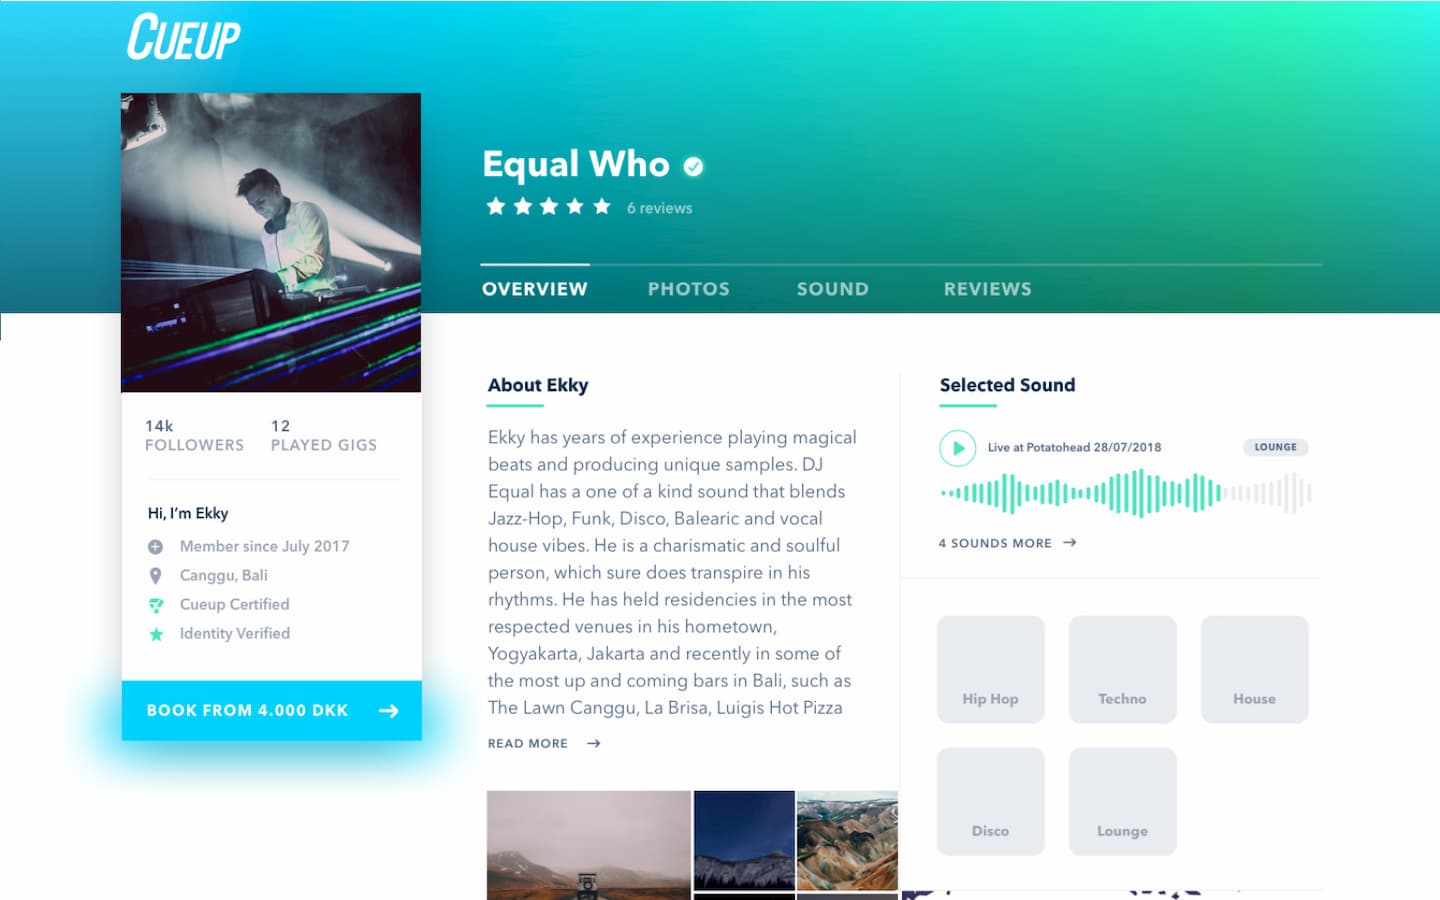 CUEUP
Equal Who
6 reviews
OVERVIEW PHOTOS SOUND REVIEWS
14k
FOLLOWERS
12
PLAYED GIGS
Hi, I'm Ekky
Member since July 2017
Canggu, Bali
Cueup Certified
Identity Verified
BOOK FROM 4.000 DKK
About Ekky
Ekky has years of experience playing magical
beats and producing unique samples. DJ
Equal has a one of a kind sound that blends
Jazz-Hop, Funk, Disco, Balearic and vocal
house vibes. He is a charismatic and soulful
person, which sure does transpire in his
rhythms. He has held residencies in the most
respected venues in his hometown,
Yogyakarta, Jakarta and recently in some of
the most up and coming bars in Bali, such as
The Lawn Canggu, La Brisa, Luigis Hot Pizza
READ MORE
Selected Sound
Live at Potatohead 28/07/2018
LOUNGE
4 SOUNDS MORE
Hip Hop
Techno
House
Disco
Lounge